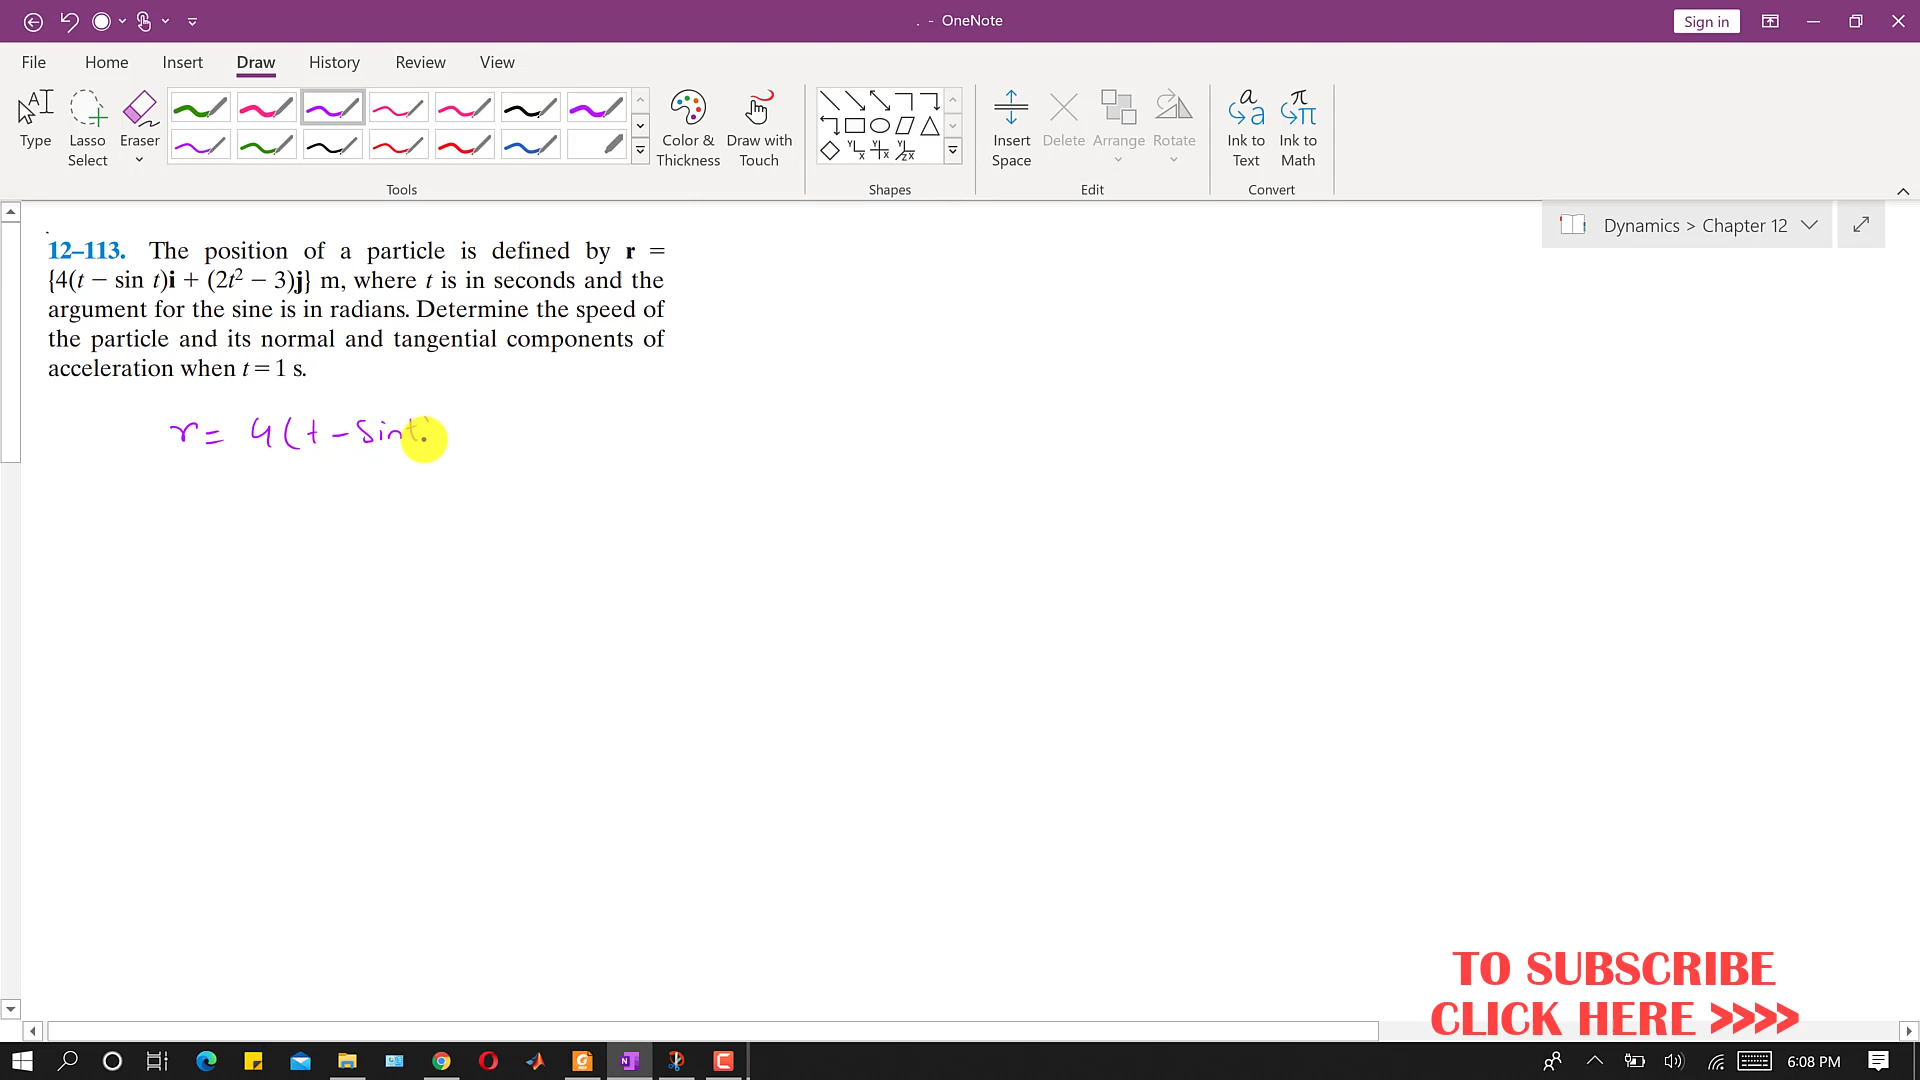 . - OneNote
Sign in
File Home Insert Draw History Review View
Type
Lasso Select
Eraser
Color & Thickness
Draw with Touch
Insert Space
Delete
Arrange
Rotate
Ink to Text
Ink to Math
Tools
Shapes
Edit
Convert
Dynamics > Chapter 12
12–113. The position of a particle is defined by r =
{4(t − sin t)i + (2t² − 3)j} m, where t is in seconds and the
argument for the sine is in radians. Determine the speed of
the particle and its normal and tangential components of
acceleration when t = 1 s.
r = 4(t - sint)
TO SUBSCRIBE
CLICK HERE >>>>
6:08 PM